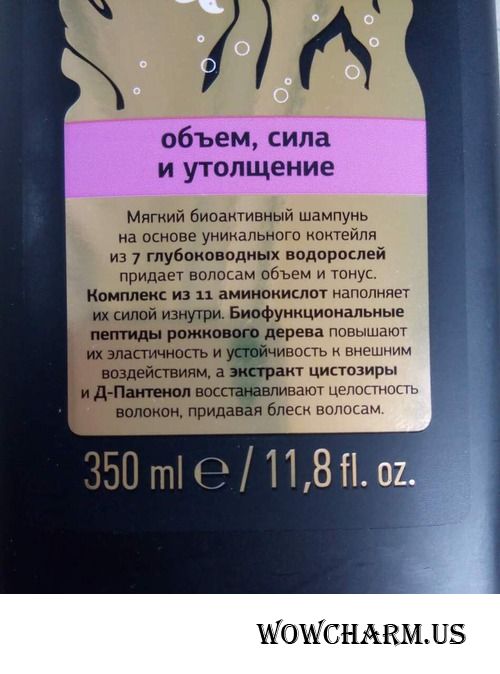 объем, сила
и утолщение
Мягкий биоактивный шампунь
на основе уникального коктейля
из 7 глубоководных водорослей
придает волосам объем и тонус.
Комплекс из 11 аминокислот наполняет
их силой изнутри. Биофункциональные
пептиды рожкового дерева повышают
их эластичность и устойчивость к внешним
воздействиям, а экстракт цистозиры
и Д-Пантенол восстанавливают целостность
волокон, придавая блеск волосам.
350 ml ℮ / 11,8 fl. oz.
WOWCHARM.US